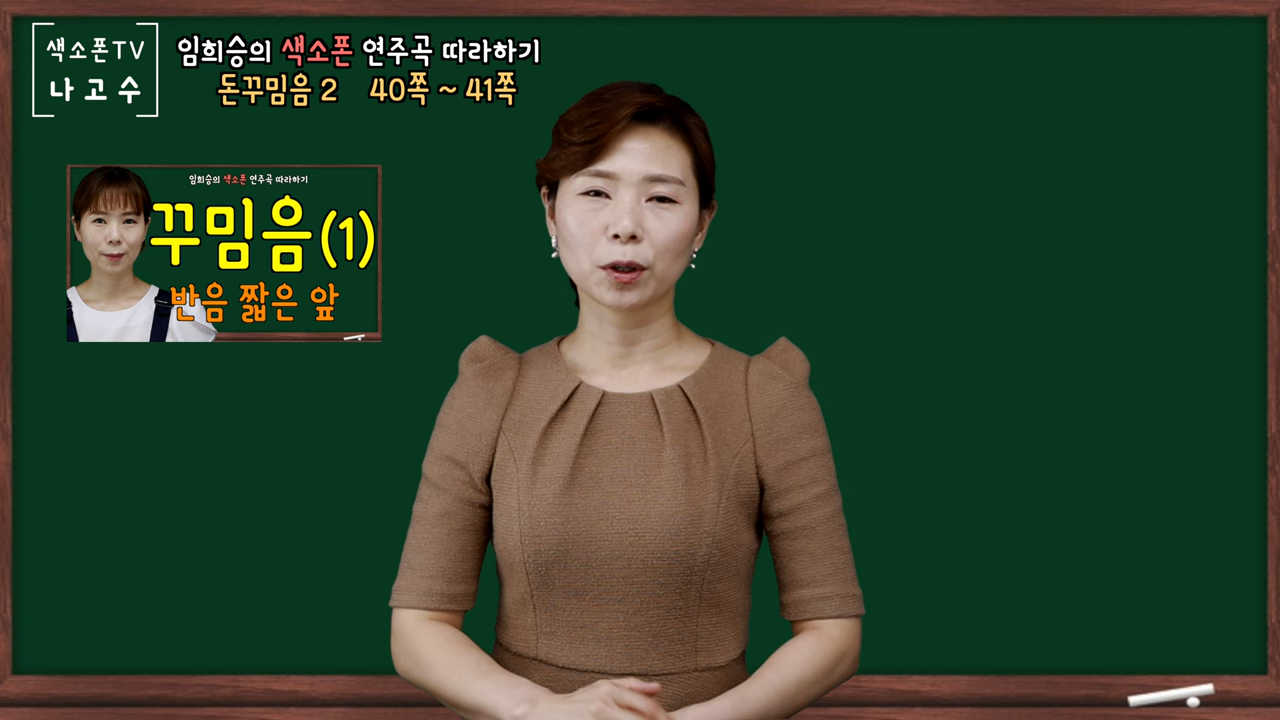 색소폰TV
나고수
임희승의 색소폰 연주곡 따라하기
돈꾸밈음 2 40쪽 ~ 41쪽
임희승의 색소폰 연주곡 따라하기
꾸밈음(1)
반음 짧은 앞